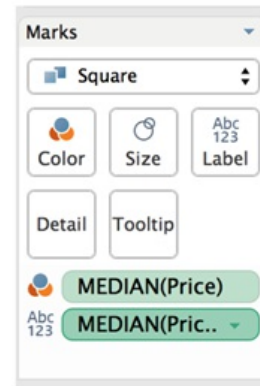 Marks
Square
Color
Size
Abc
123
Label
Detail
Tooltip
MEDIAN(Price)
Abc
123
MEDIAN(Pric..